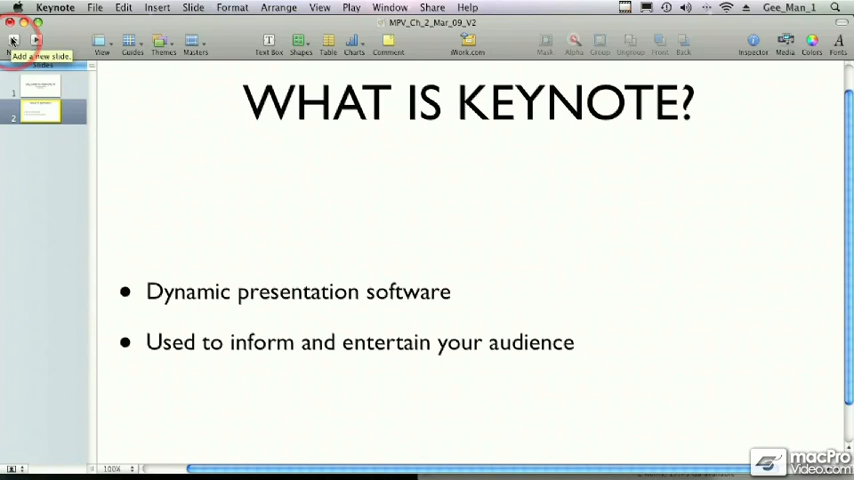 Keynote File Edit Insert Slide Format Arrange View Play Window Share Help Gee_Man_1
MPV_Ch_2_Mar_09_V2
View Guides Themes Masters Text Box Shapes Table Charts Comment iWork.com Mask Alpha Group Ungroup Front Back Inspector Media Colors Fonts
Add a new slide.
Slides
1
2
WHAT IS KEYNOTE?
● Dynamic presentation software
● Used to inform and entertain your audience
100%
macPro
Video.com